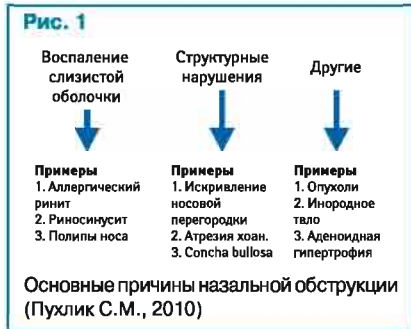 Рис. 1
Воспаление
слизистой
оболочки
Структурные
нарушения
Другие
Примеры
1. Аллергический
ринит
2. Риносинусит
3. Полипы носа
Примеры
1. Искривление
носовой
перегородки
2. Атрезия хоан.
3. Concha bullosa
Примеры
1. Опухоли
2. Инородное
тело
3. Аденоидная
гипертрофия
Основные причины назальной обструкции
(Пухлик С.М., 2010)